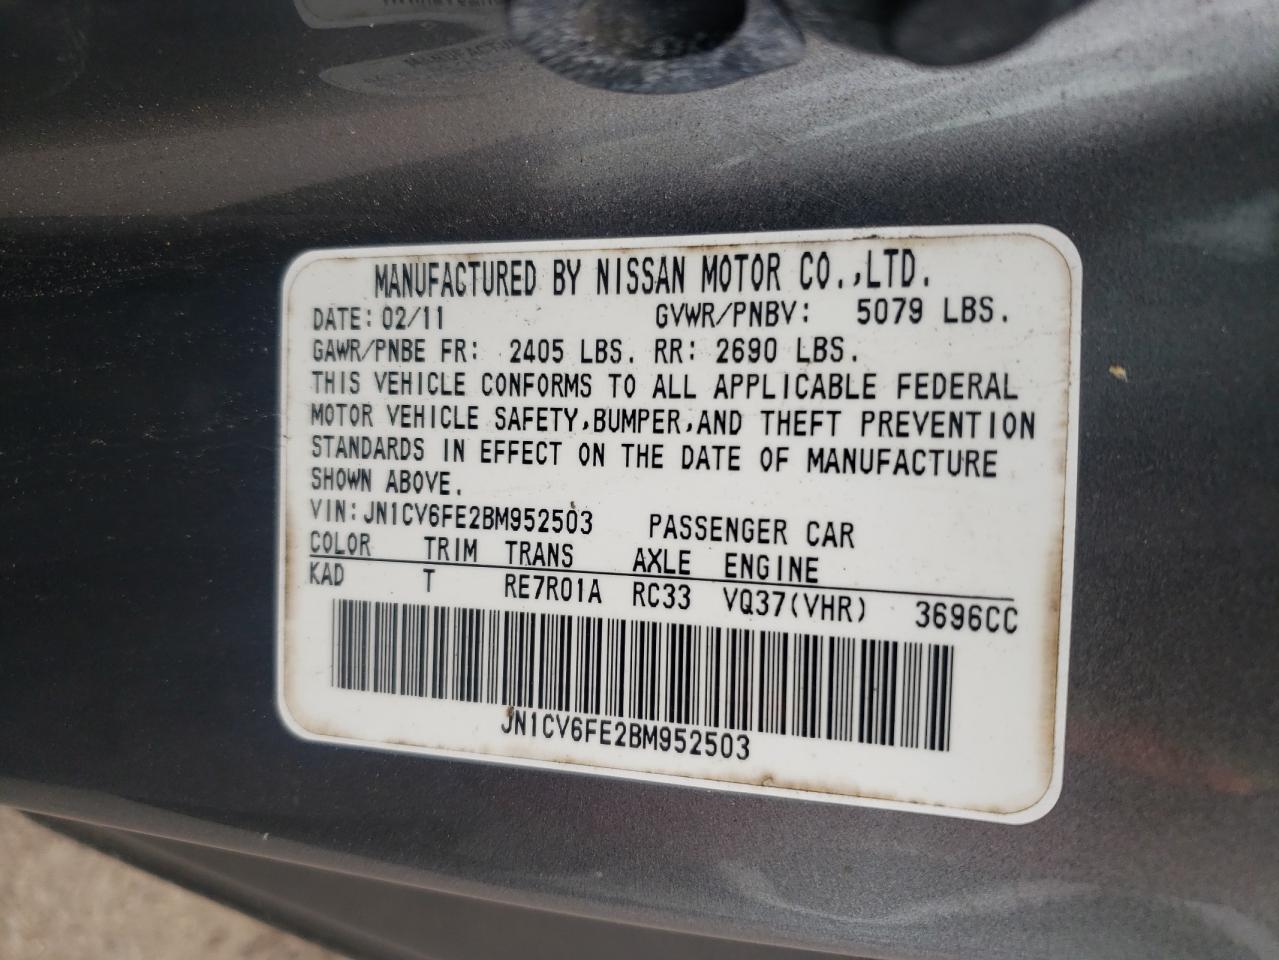 MANUFACTURED BY NISSAN MOTOR CO.,LTD.
DATE: 02/11 GVWR/PNBV: 5079 LBS.
GAWR/PNBE FR: 2405 LBS. RR: 2690 LBS.
THIS VEHICLE CONFORMS TO ALL APPLICABLE FEDERAL
MOTOR VEHICLE SAFETY,BUMPER,AND THEFT PREVENTION
STANDARDS IN EFFECT ON THE DATE OF MANUFACTURE
SHOWN ABOVE.
VIN:JN1CV6FE2BM952503 PASSENGER CAR
COLOR TRIM TRANS AXLE ENGINE
KAD T RE7R01A RC33 VQ37(VHR) 3696CC
JN1CV6FE2BM952503